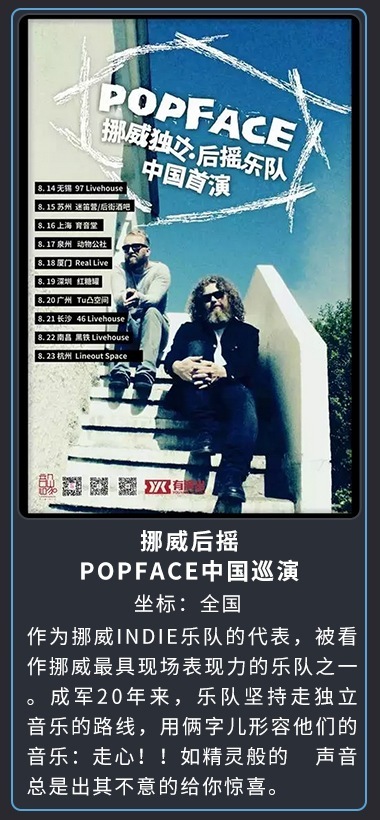 POPFACE
挪威独立·后摇乐队
中国首演
8.14 无锡 97 Livehouse
8.15 苏州 迷笛营/后街酒吧
8.16 上海 育音堂
8.17 泉州 动物公社
8.18 厦门 Real Live
8.19 深圳 红糖罐
8.20 广州 Tu凸空间
8.21 长沙 46 Livehouse
8.22 南昌 黑铁 Livehouse
8.23 杭州 Lineout Space
挪威后摇
POPFACE中国巡演
坐标：全国
作为挪威INDIE乐队的代表，被看
作挪威最具现场表现力的乐队之一
。成军20年来，乐队坚持走独立
音乐的路线，用俩字儿形容他们的
音乐：走心！！如精灵般的 声音
总是出其不意的给你惊喜。